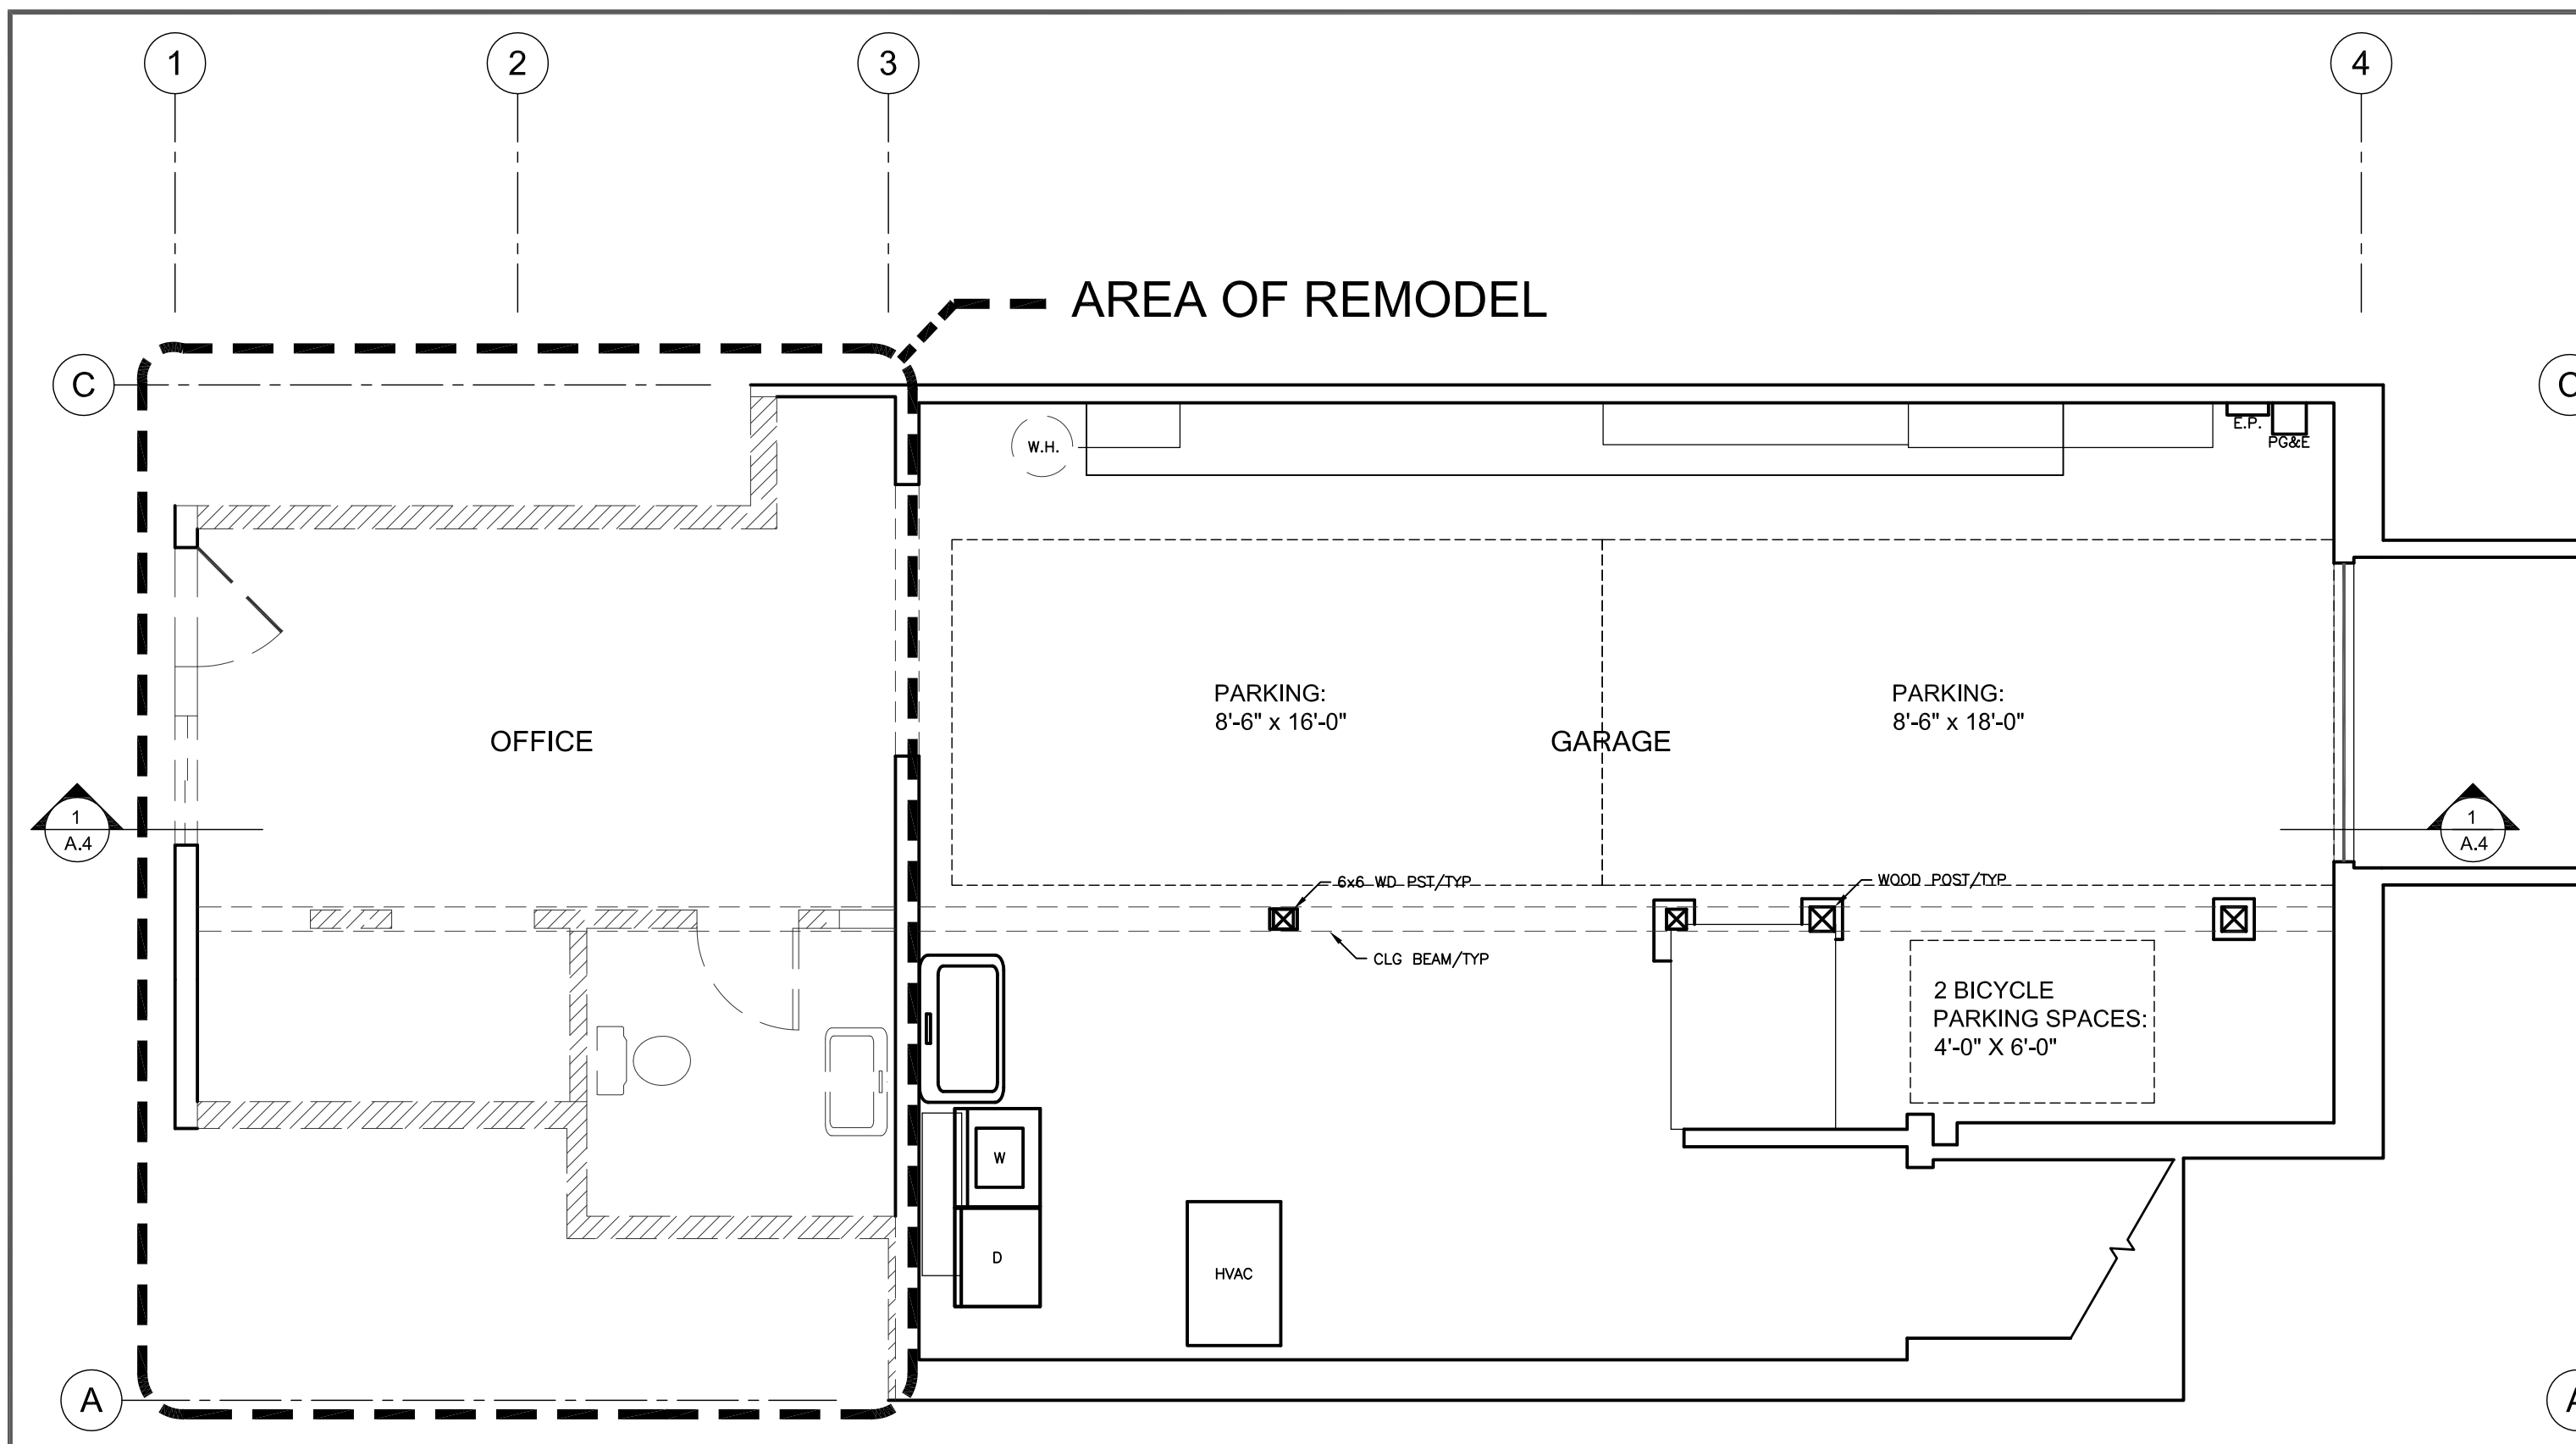 1
2
3
4
AREA OF REMODEL
C
W.H.
E.P.
PG&E
PARKING:
8'-6" x 16'-0"
PARKING:
8'-6" x 18'-0"
OFFICE
GARAGE
1
A.4
1
A.4
6x6 WD PST/TYP
WOOD POST/TYP
CLG BEAM/TYP
2 BICYCLE
PARKING SPACES:
4'-0" X 6'-0"
W
D
HVAC
A